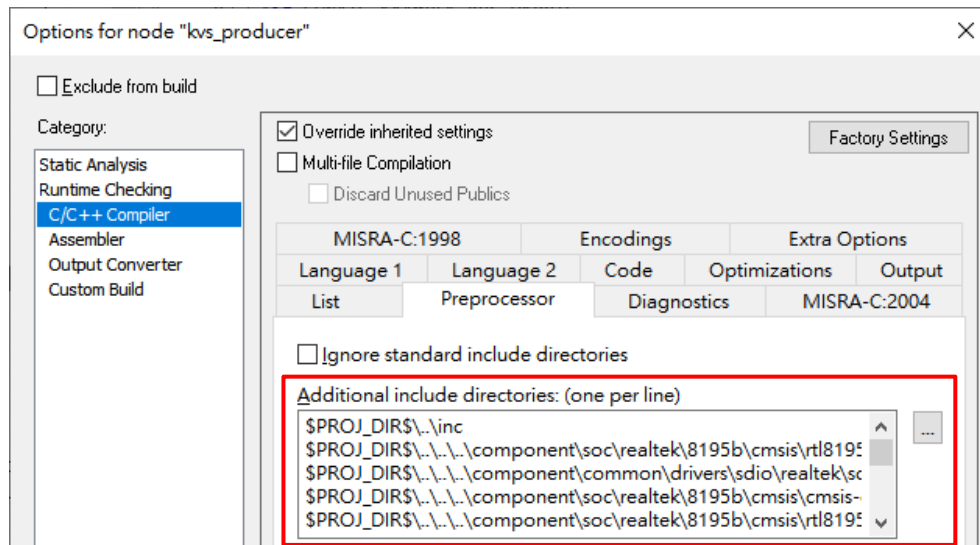 Options for node "kvs_producer"
Exclude from build
Category:
Static Analysis
Runtime Checking
C/C++ Compiler
Assembler
Output Converter
Custom Build
Override inherited settings
Factory Settings
Multi-file Compilation
Discard Unused Publics
MISRA-C:1998 Encodings Extra Options
Language 1 Language 2 Code Optimizations Output
List Preprocessor Diagnostics MISRA-C:2004
Ignore standard include directories
Additional include directories: (one per line)
$PROJ_DIR$\..\inc
$PROJ_DIR$\..\..\..\component\soc\realtek\8195b\cmsis\rtl8195
$PROJ_DIR$\..\..\..\component\common\drivers\sdio\realtek\sc
$PROJ_DIR$\..\..\..\component\soc\realtek\8195b\cmsis\cmsis-
$PROJ_DIR$\..\..\..\component\soc\realtek\8195b\cmsis\rtl8195
...